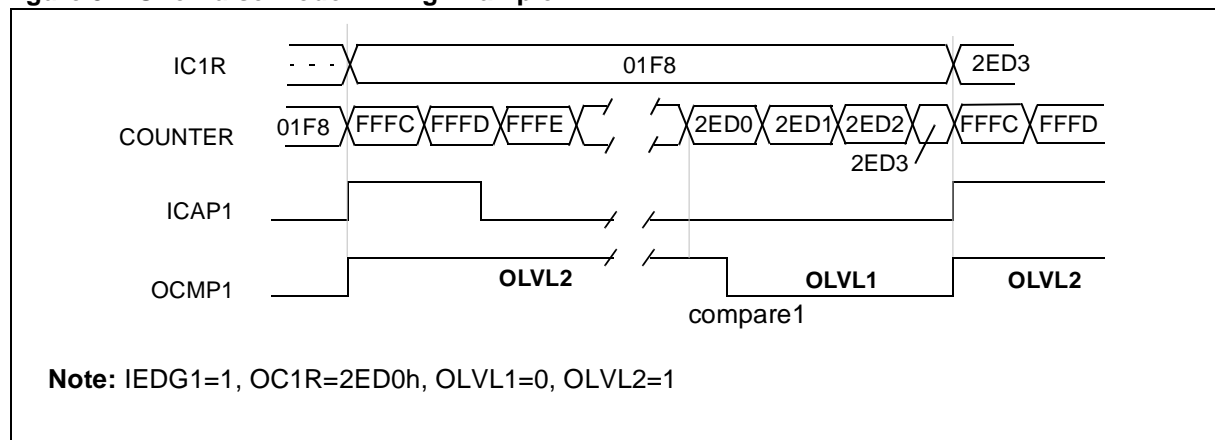 IC1R - - - 01F8 2ED3
COUNTER 01F8 FFFC FFFD FFFE 2ED0 2ED1 2ED2 FFFC FFFD
2ED3
ICAP1
OCMP1 OLVL2 OLVL1 OLVL2
compare1
Note: IEDG1=1, OC1R=2ED0h, OLVL1=0, OLVL2=1